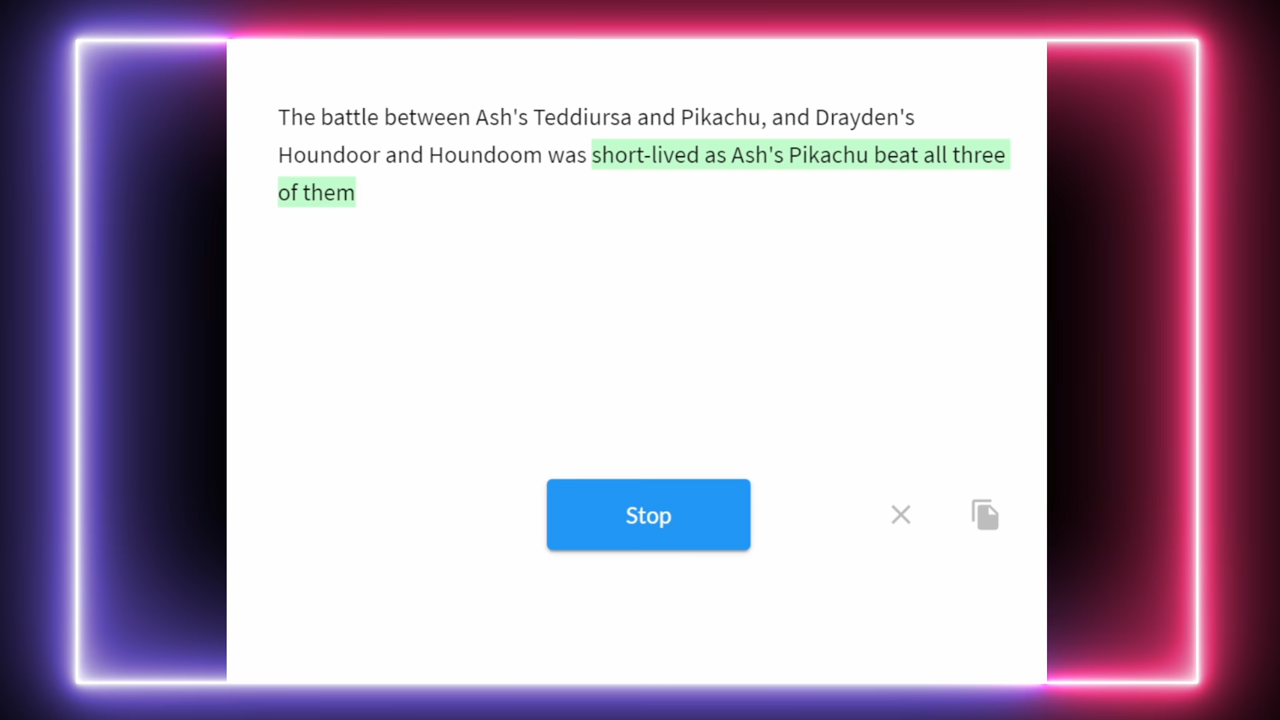 The battle between Ash's Teddiursa and Pikachu, and Drayden's
Houndoor and Houndoom was short-lived as Ash's Pikachu beat all three
of them
Stop